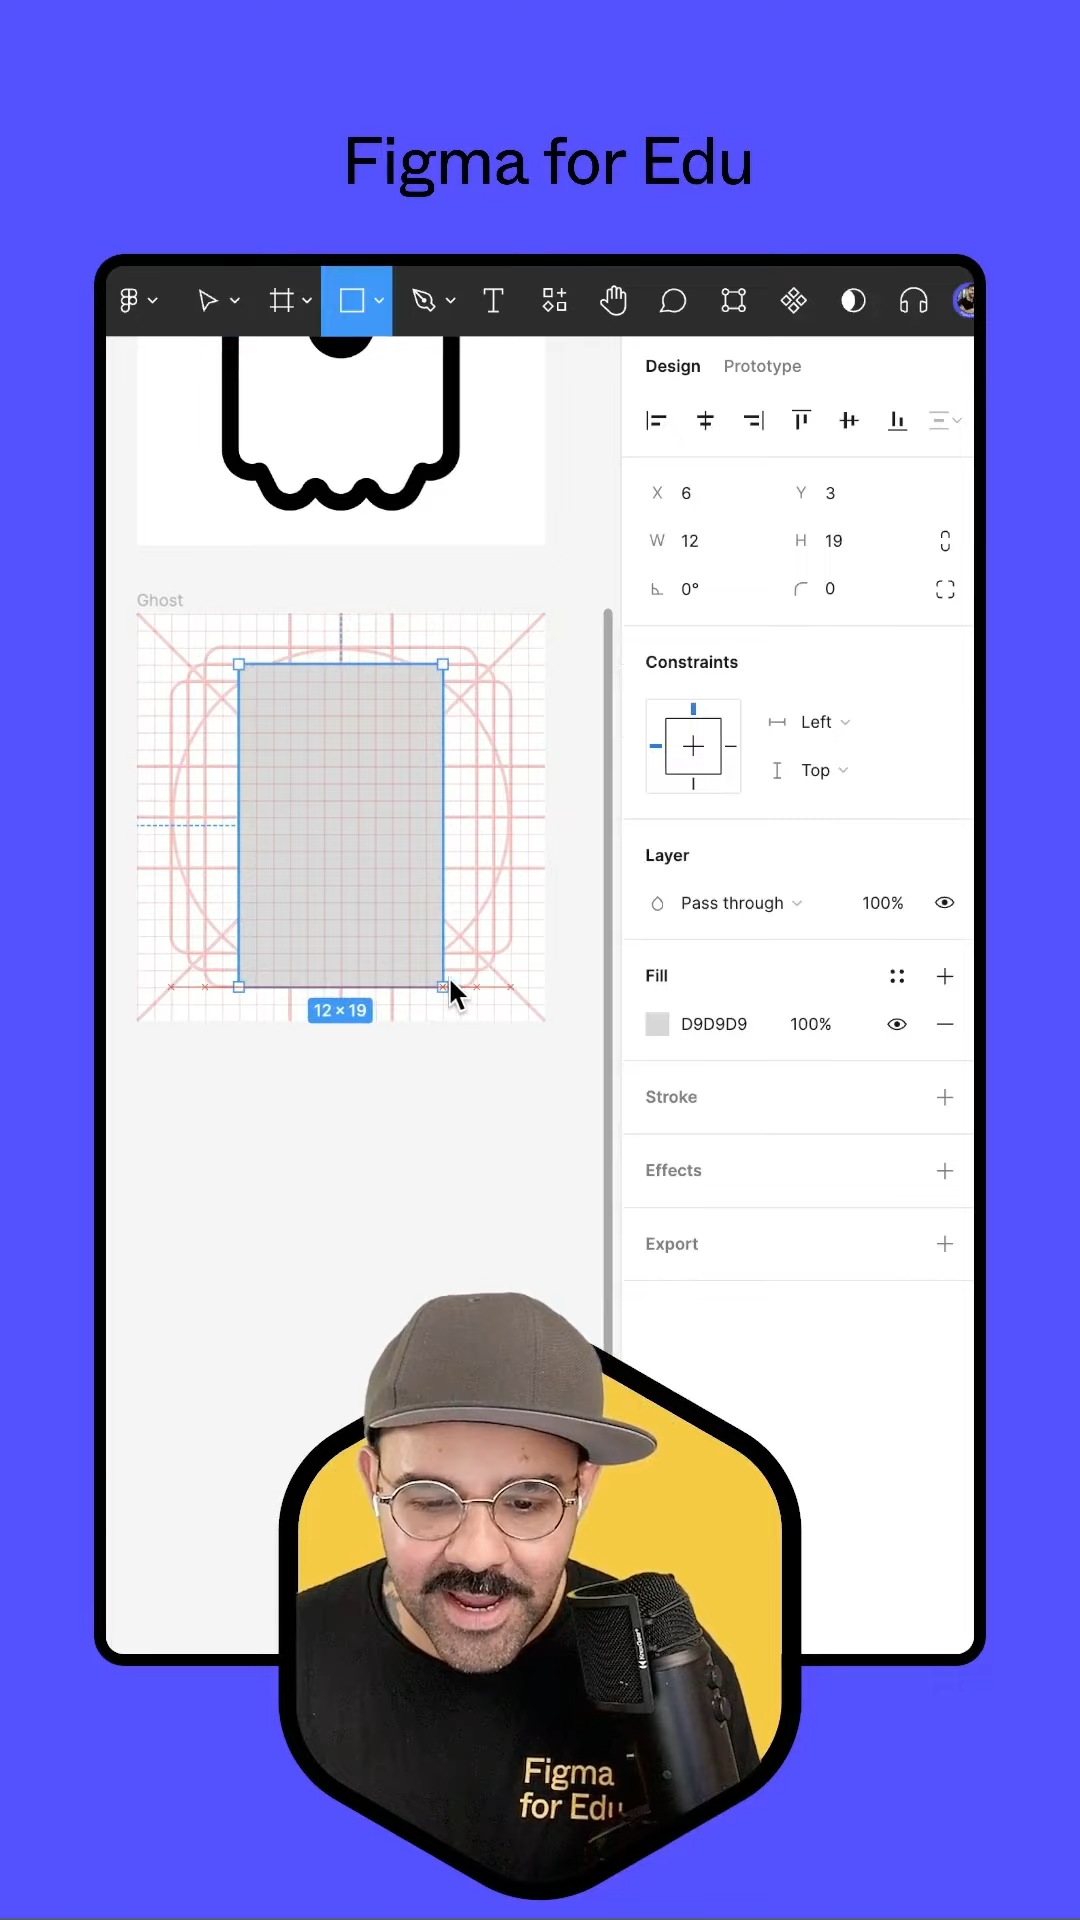 Figma for Edu
Design Prototype
X 6 Y 3
W 12 H 19
0° 0
Ghost
Constraints
Left
Top
12 × 19
Layer
Pass through 100%
Fill
D9D9D9 100%
Stroke
Effects
Export
Figma
for Edu